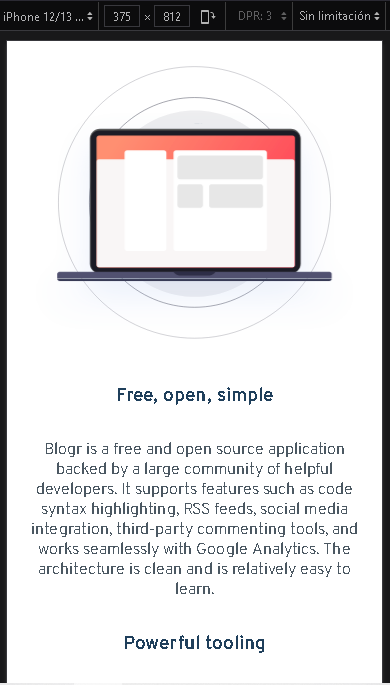 iPhone 12/13 ... 375 × 812 DPR: 3 Sin limitación
Free, open, simple
Blogr is a free and open source application
backed by a large community of helpful
developers. It supports features such as code
syntax highlighting, RSS feeds, social media
integration, third-party commenting tools, and
works seamlessly with Google Analytics. The
architecture is clean and is relatively easy to
learn.
Powerful tooling